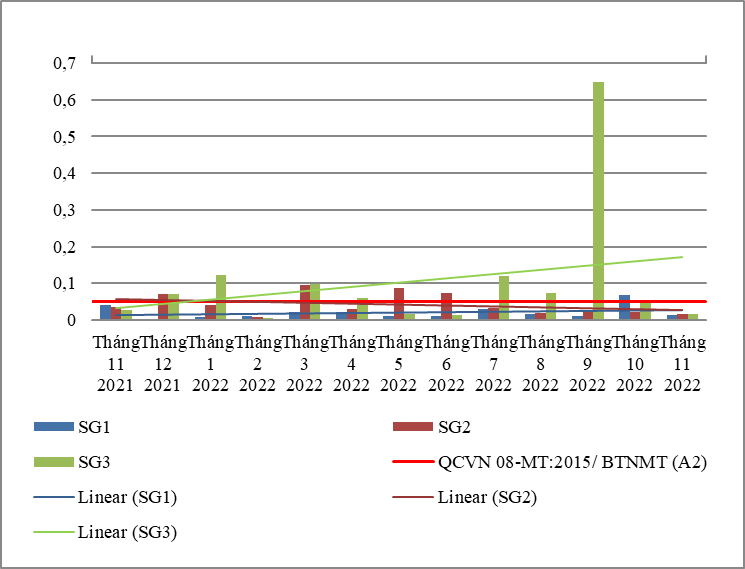 0,7
0,6
0,5
0,4
0,3
0,2
0,1
0
Tháng Tháng Tháng Tháng Tháng Tháng Tháng Tháng Tháng Tháng Tháng Tháng Tháng
11 12 1 2 3 4 5 6 7 8 9 10 11
2021 2021 2022 2022 2022 2022 2022 2022 2022 2022 2022 2022 2022
SG1 SG2
SG3 QCVN 08-MT:2015/ BTNMT (A2)
Linear (SG1) Linear (SG2)
Linear (SG3)